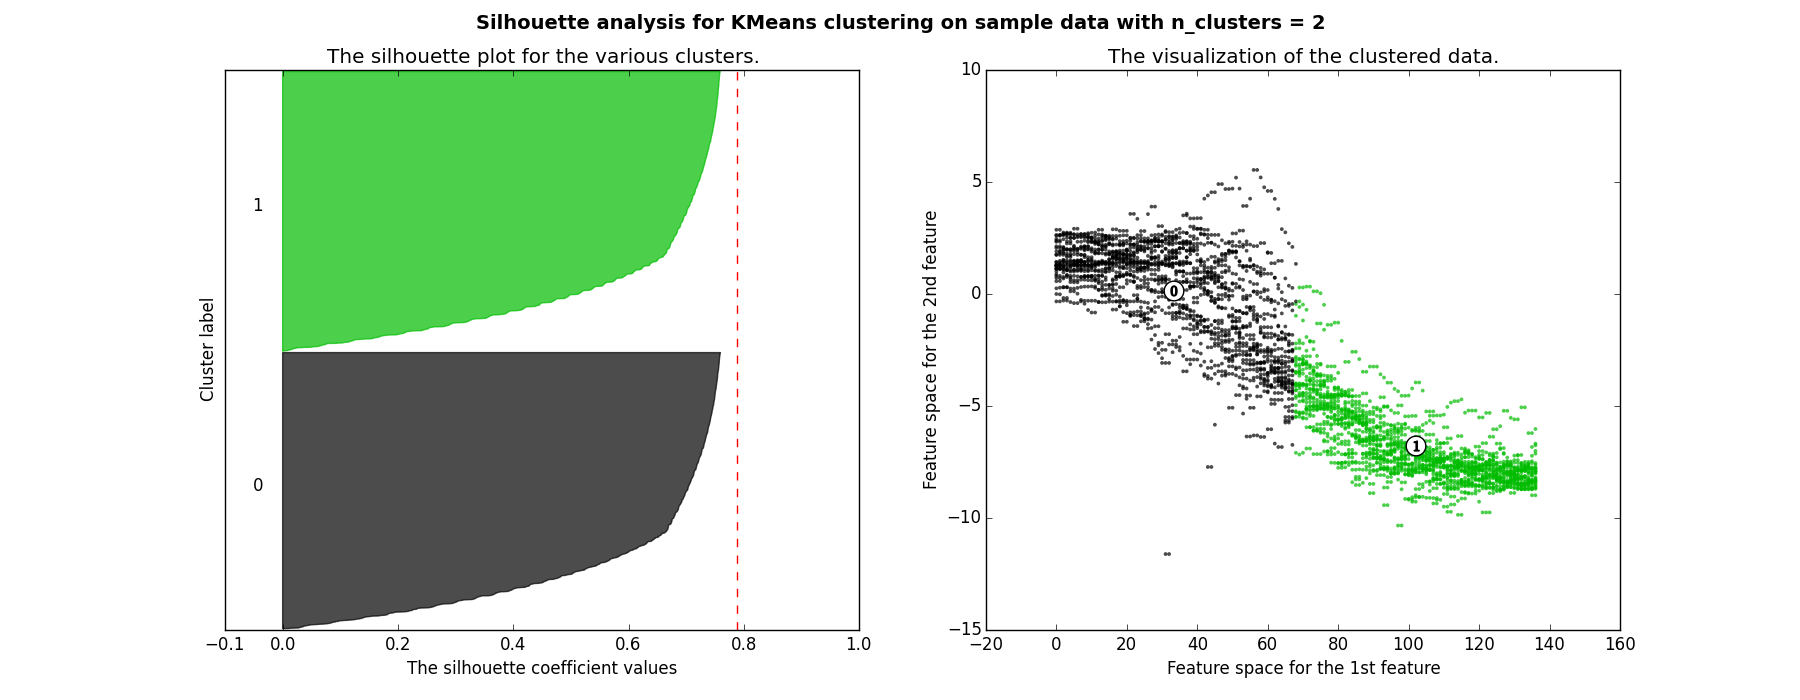 Silhouette analysis for KMeans clustering on sample data with n_clusters = 2
The silhouette plot for the various clusters.
1
0
Cluster label
−0.1 0.0 0.2 0.4 0.6 0.8 1.0
The silhouette coefficient values
The visualization of the clustered data.
10
5
0
−5
−10
−15
Feature space for the 2nd feature
0
1
−20 0 20 40 60 80 100 120 140 160
Feature space for the 1st feature